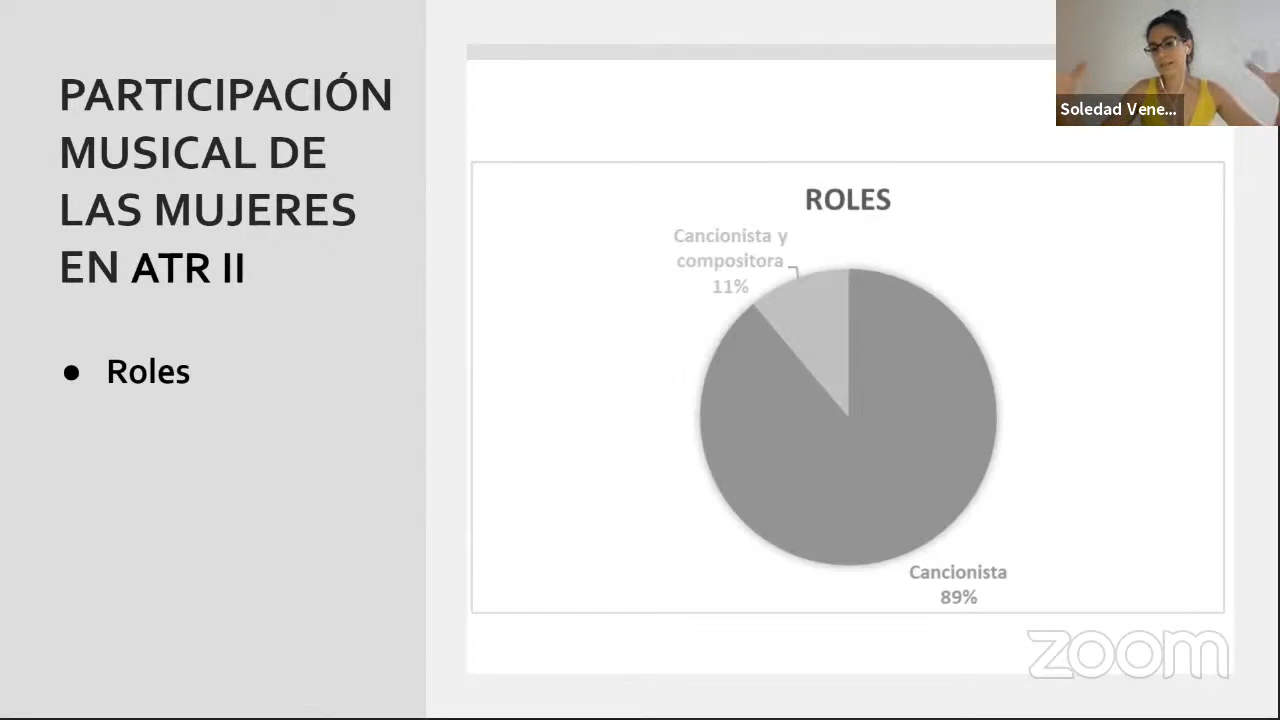 PARTICIPACIÓN
MUSICAL DE
LAS MUJERES
EN ATR II
● Roles
ROLES
Cancionista y
compositora
11%
Cancionista
89%
Soledad Vene...
zoom